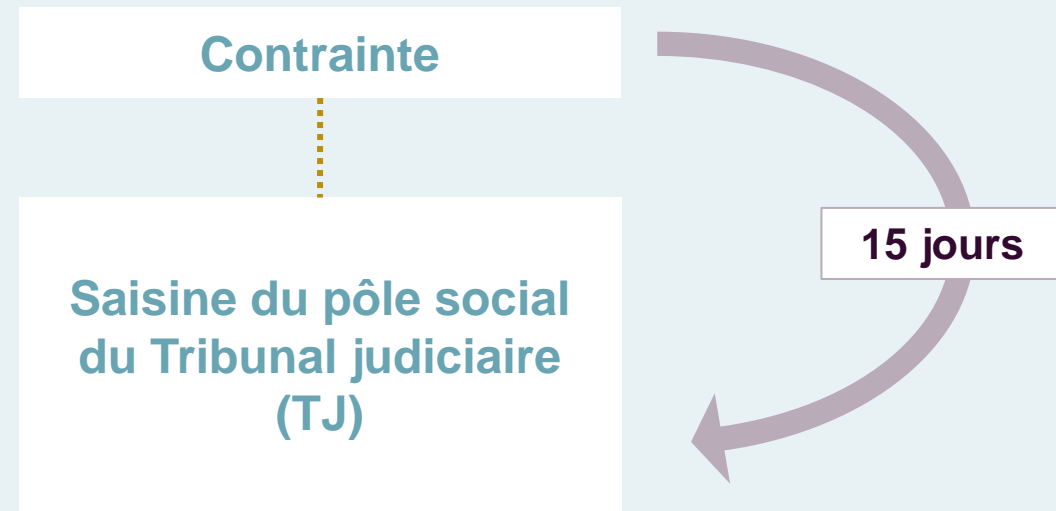 Contrainte
15 jours
Saisine du pôle social
du Tribunal judiciaire
(TJ)